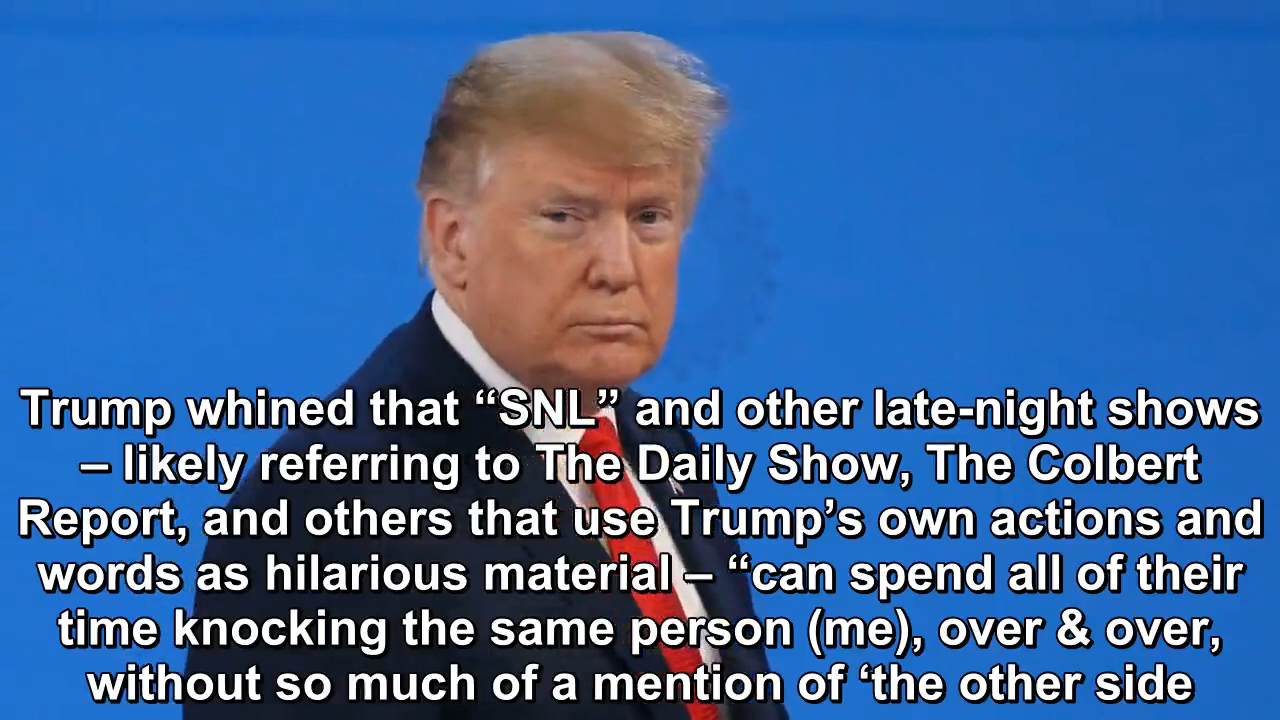 Trump whined that “SNL” and other late-night shows
– likely referring to The Daily Show, The Colbert
Report, and others that use Trump’s own actions and
words as hilarious material – “can spend all of their
time knocking the same person (me), over & over,
without so much of a mention of ‘the other side